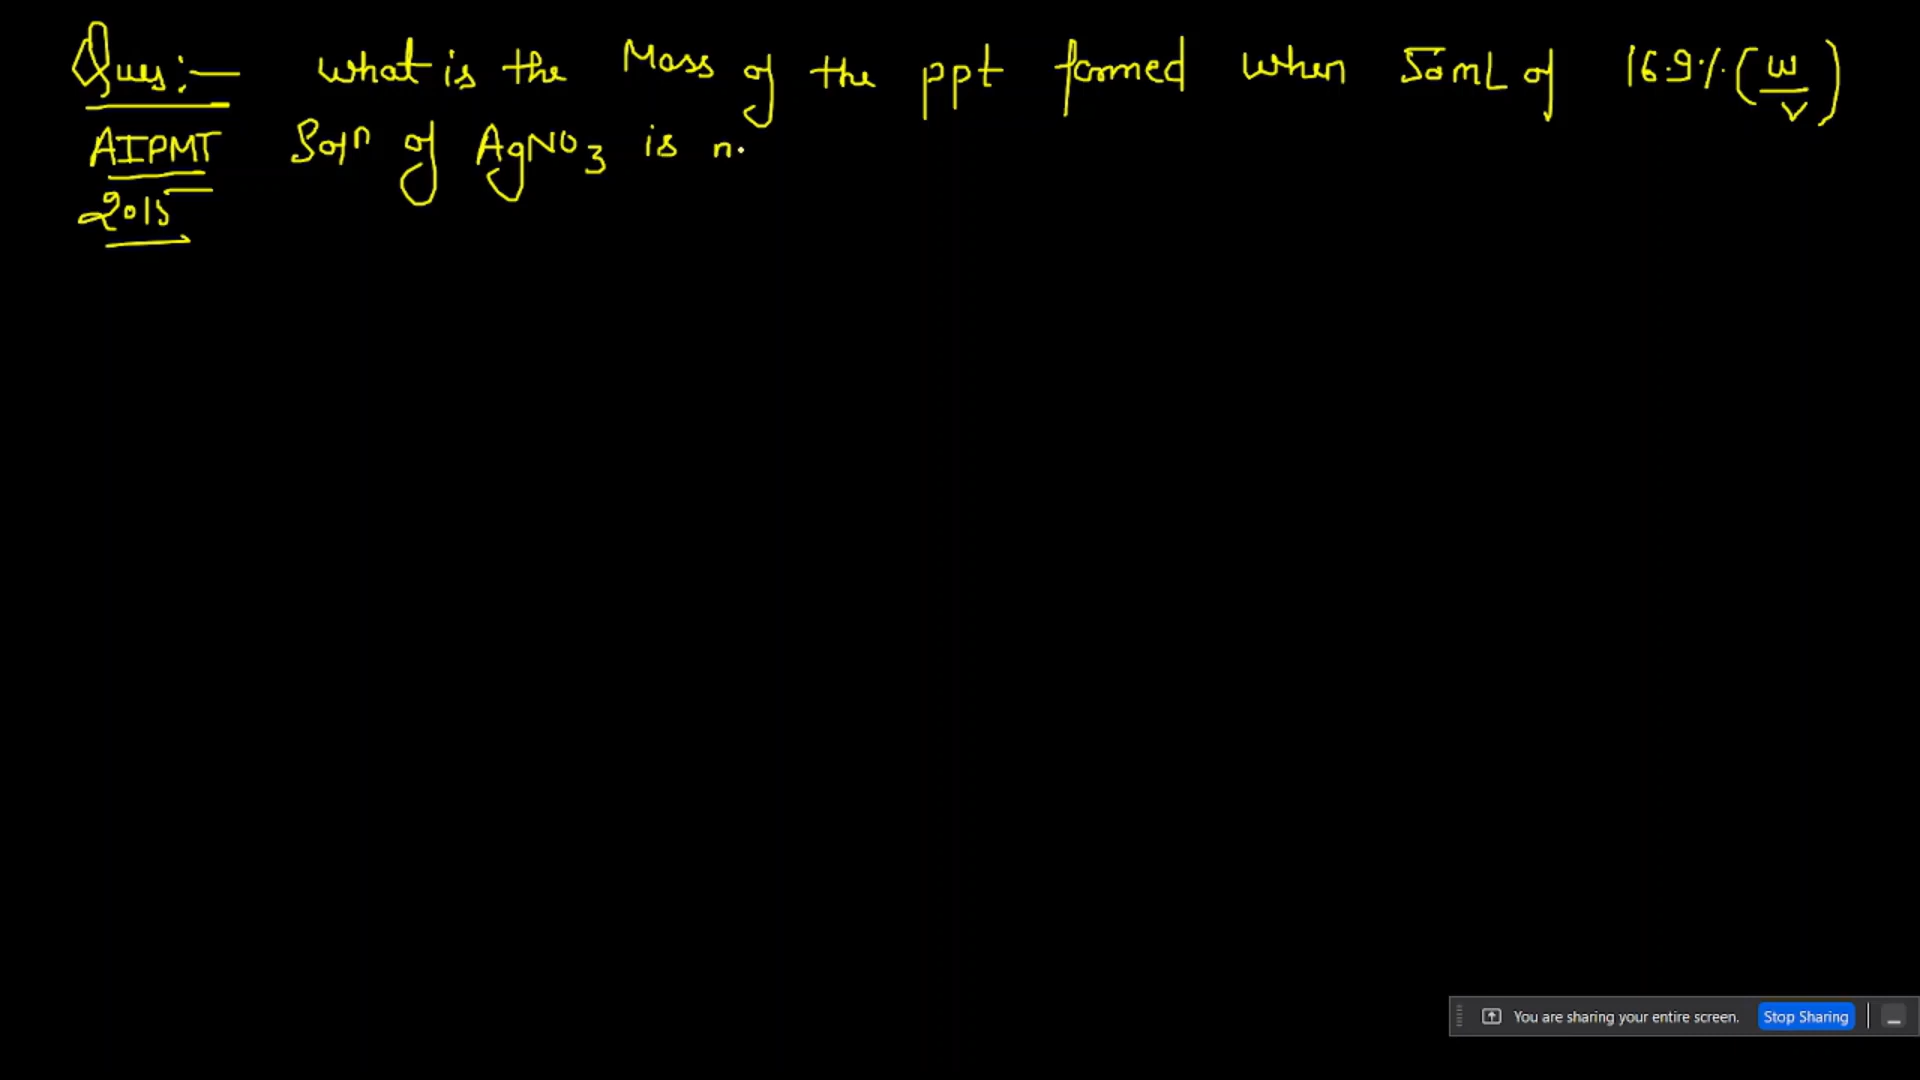 Ques:— What is the Mass of the ppt formed when 50mL of 16.9% (w/v)
AIPMT Solⁿ of AgNO3 is n.
2015
You are sharing your entire screen. Stop Sharing